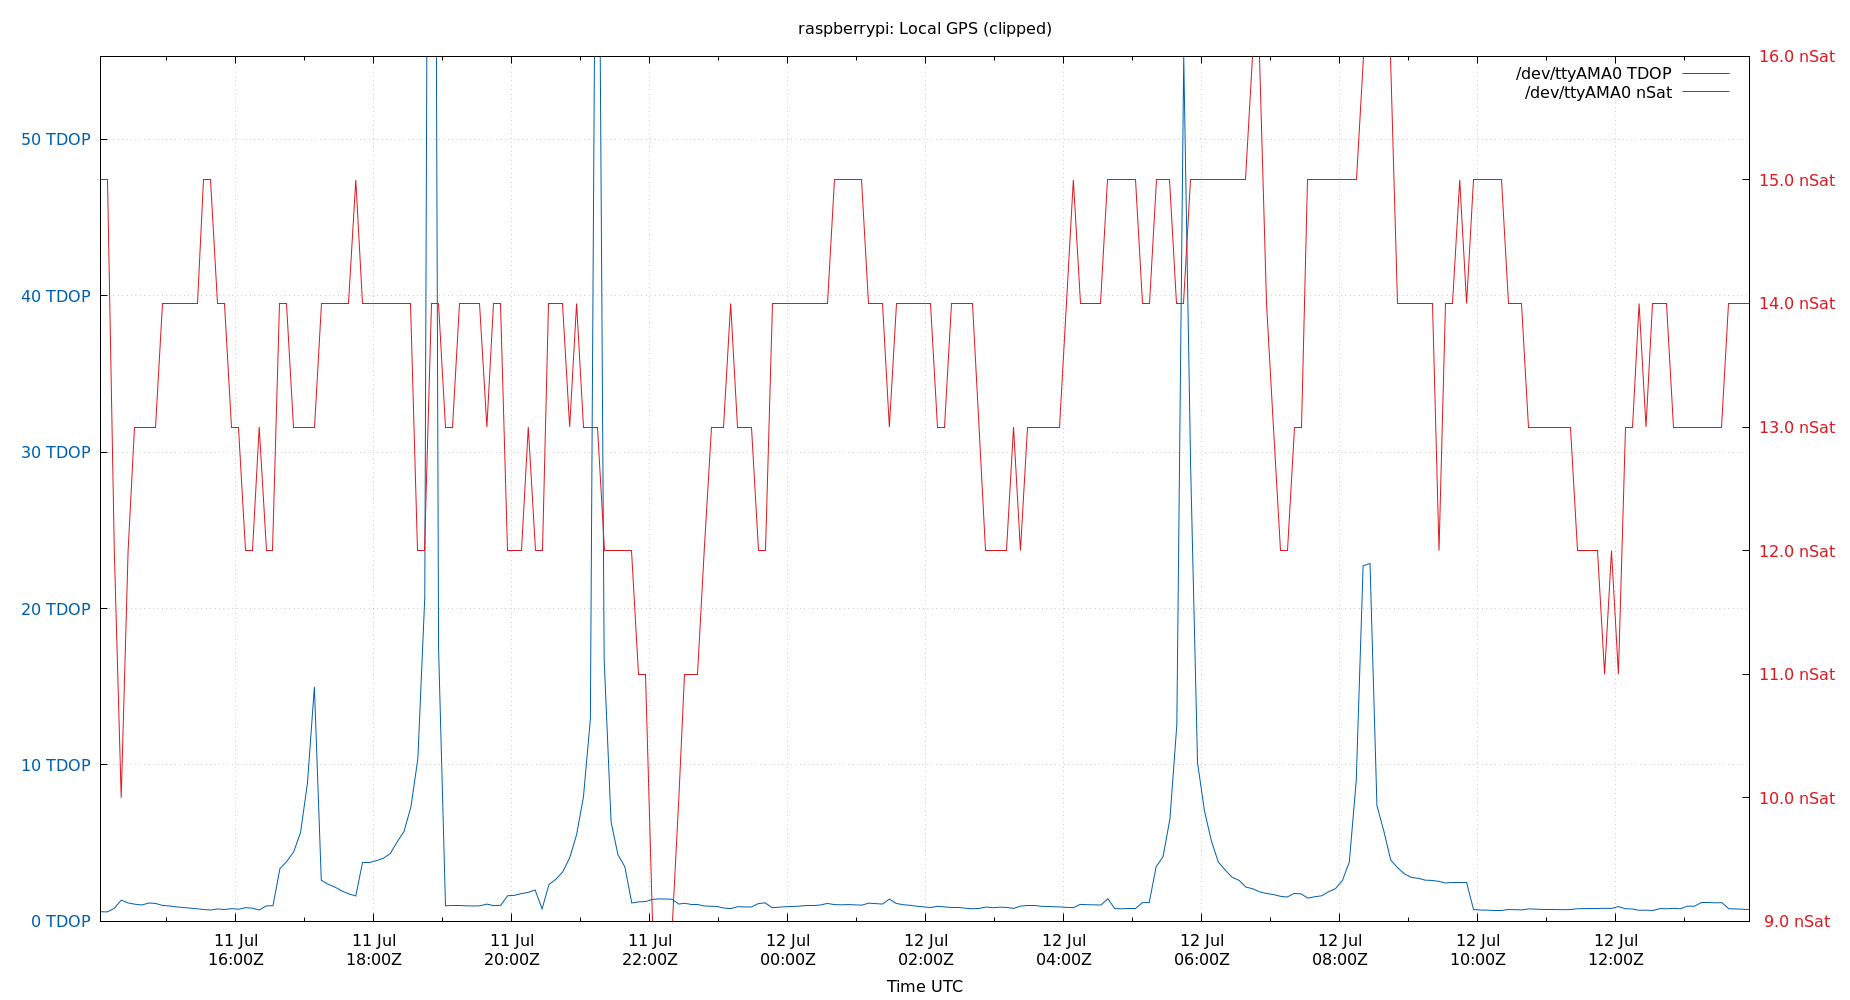 raspberrypi: Local GPS (clipped)
/dev/ttyAMA0 TDOP
/dev/ttyAMA0 nSat
50 TDOP
40 TDOP
30 TDOP
20 TDOP
10 TDOP
0 TDOP
16.0 nSat
15.0 nSat
14.0 nSat
13.0 nSat
12.0 nSat
11.0 nSat
10.0 nSat
9.0 nSat
11 Jul
16:00Z
11 Jul
18:00Z
11 Jul
20:00Z
11 Jul
22:00Z
12 Jul
00:00Z
12 Jul
02:00Z
12 Jul
04:00Z
12 Jul
06:00Z
12 Jul
08:00Z
12 Jul
10:00Z
12 Jul
12:00Z
Time UTC